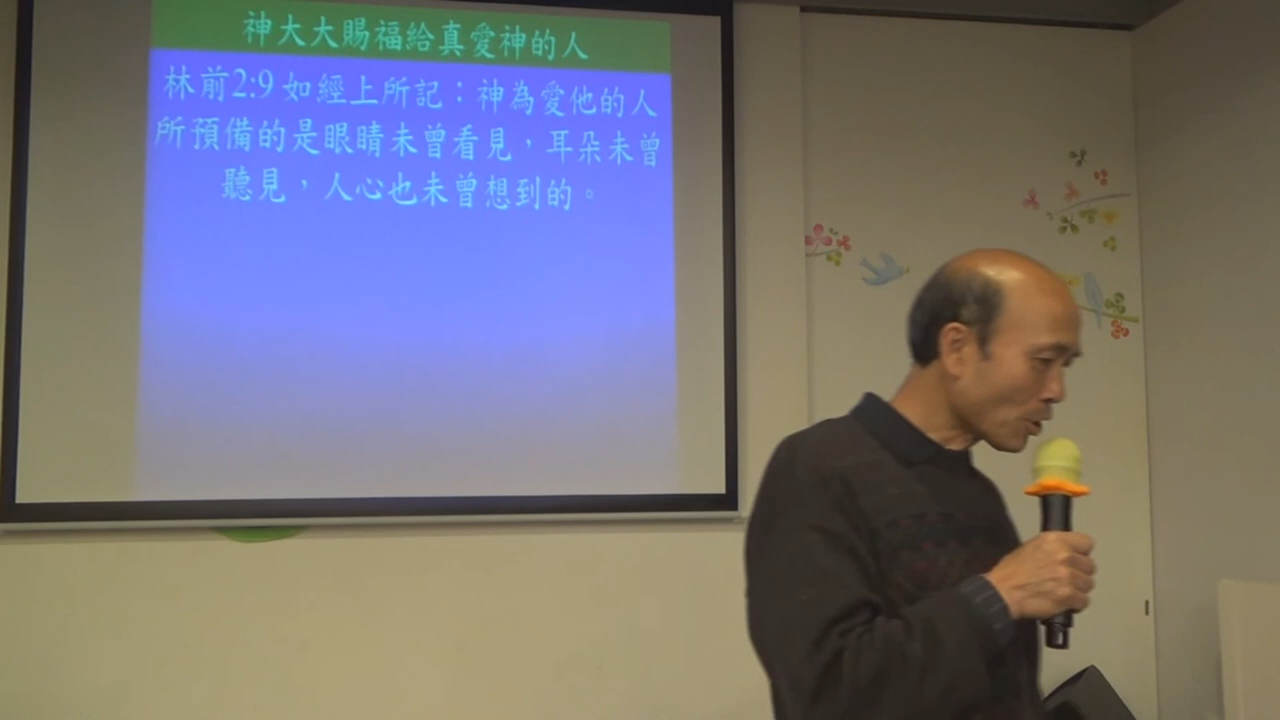 神大大賜福給真愛神的人
林前2:9 如經上所記：神為愛他的人
所預備的是眼睛未曾看見，耳朵未曾
聽見，人心也未曾想到的。